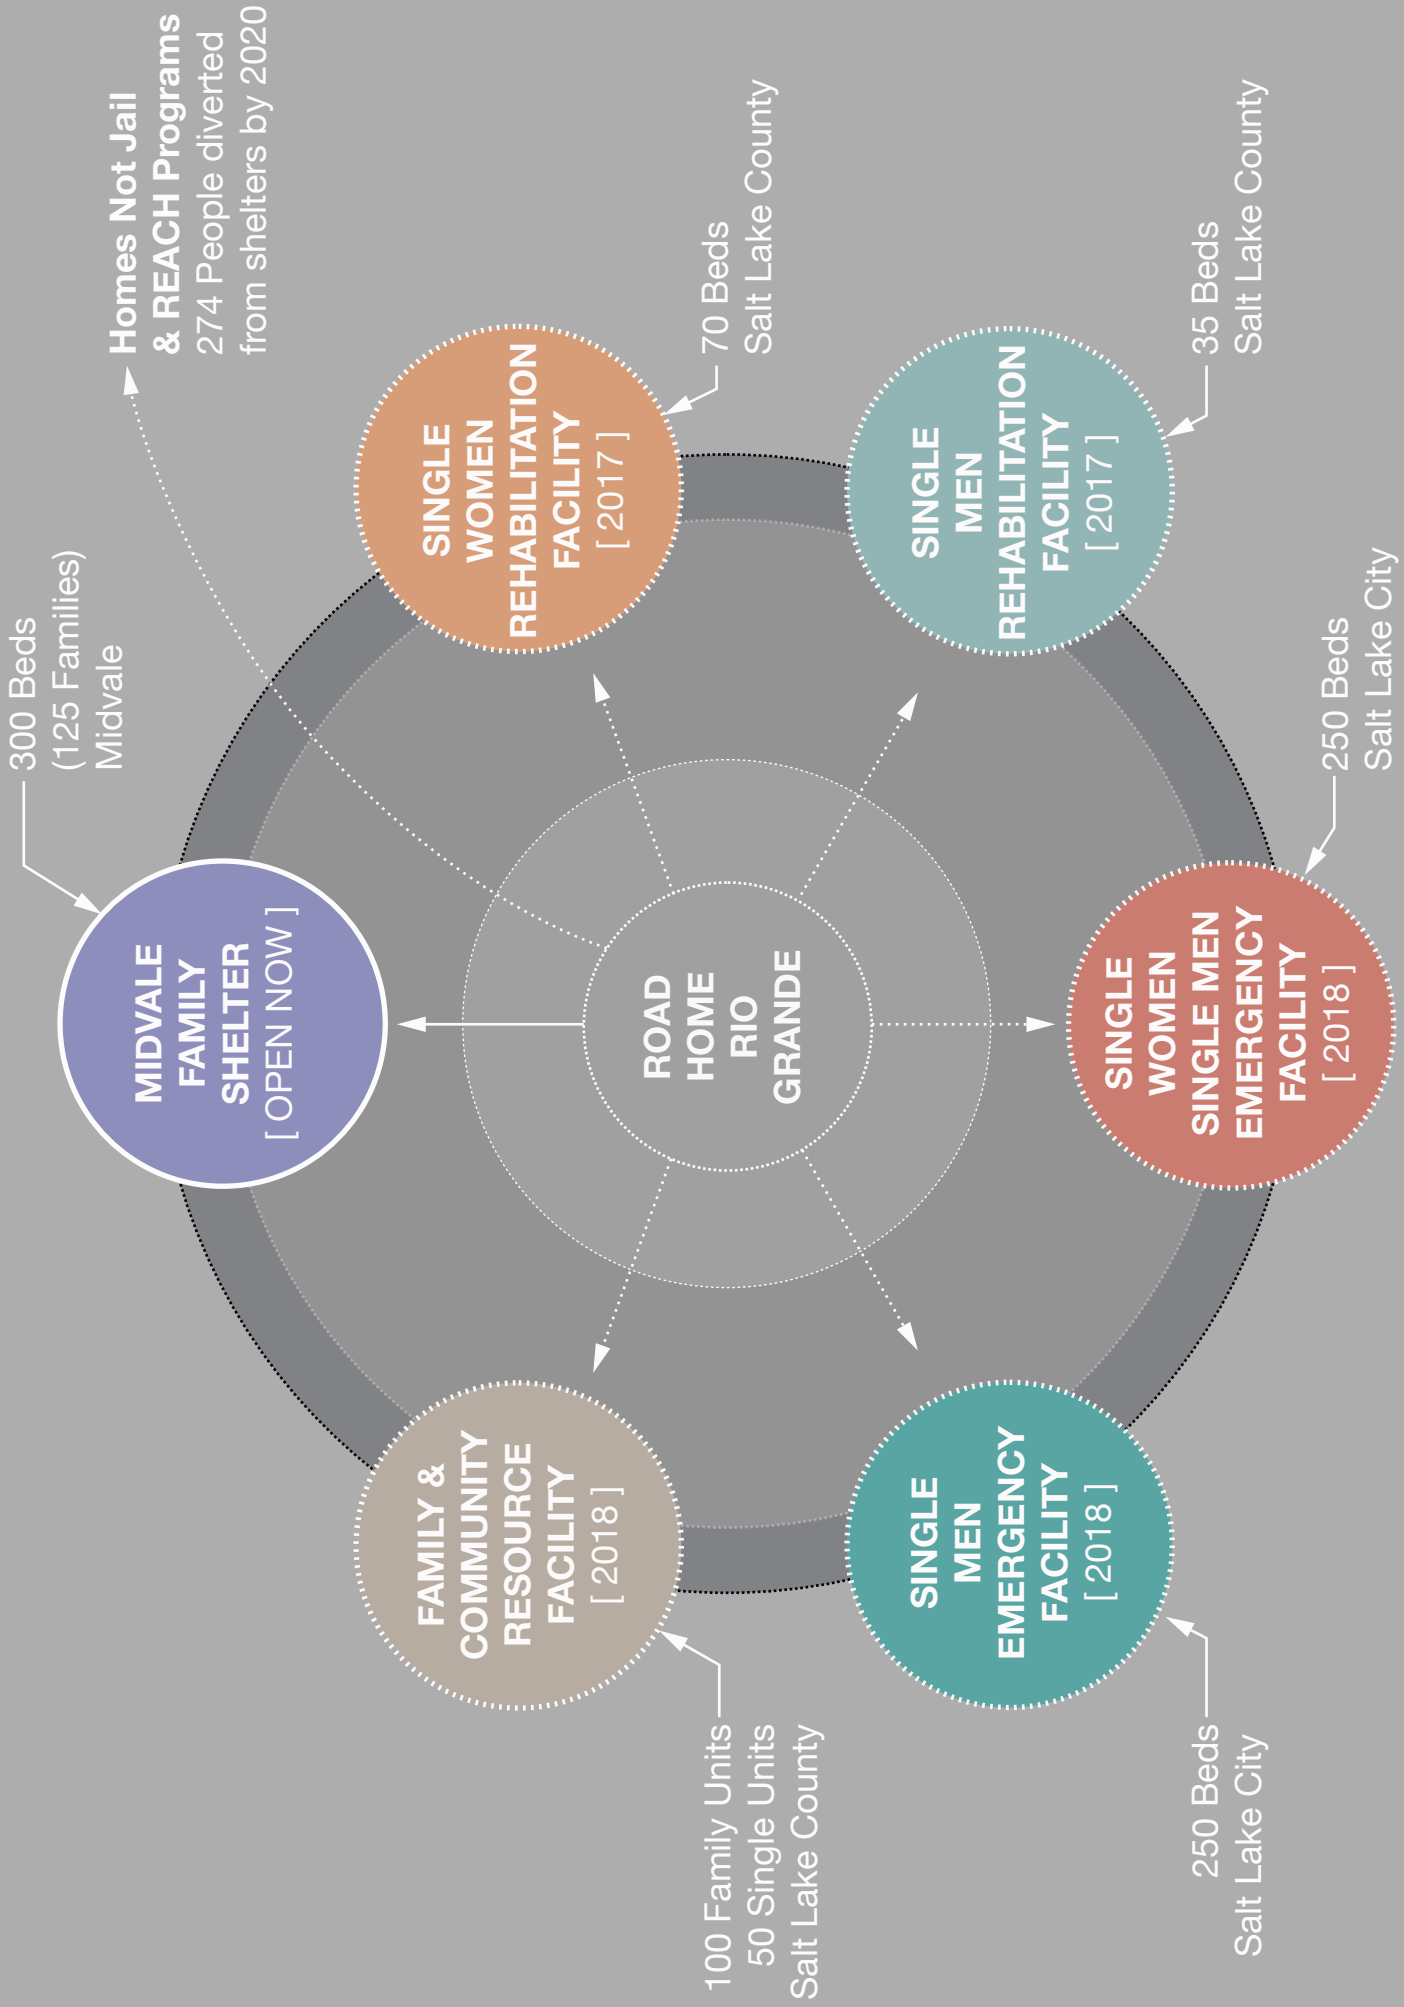 300 Beds
(125 Families)
Midvale
Homes Not Jail
& REACH Programs
274 People diverted
from shelters by 2020
MIDVALE
FAMILY
SHELTER
[ OPEN NOW ]
FAMILY &
COMMUNITY
RESOURCE
FACILITY
[ 2018 ]
SINGLE
WOMEN
REHABILITATION
FACILITY
[ 2017 ]
100 Family Units
50 Single Units
Salt Lake County
ROAD
HOME
RIO
GRANDE
70 Beds
Salt Lake County
SINGLE
MEN
EMERGENCY
FACILITY
[ 2018 ]
SINGLE
MEN
REHABILITATION
FACILITY
[ 2017 ]
250 Beds
Salt Lake City
SINGLE
WOMEN
SINGLE MEN
EMERGENCY
FACILITY
[ 2018 ]
35 Beds
Salt Lake County
250 Beds
Salt Lake City